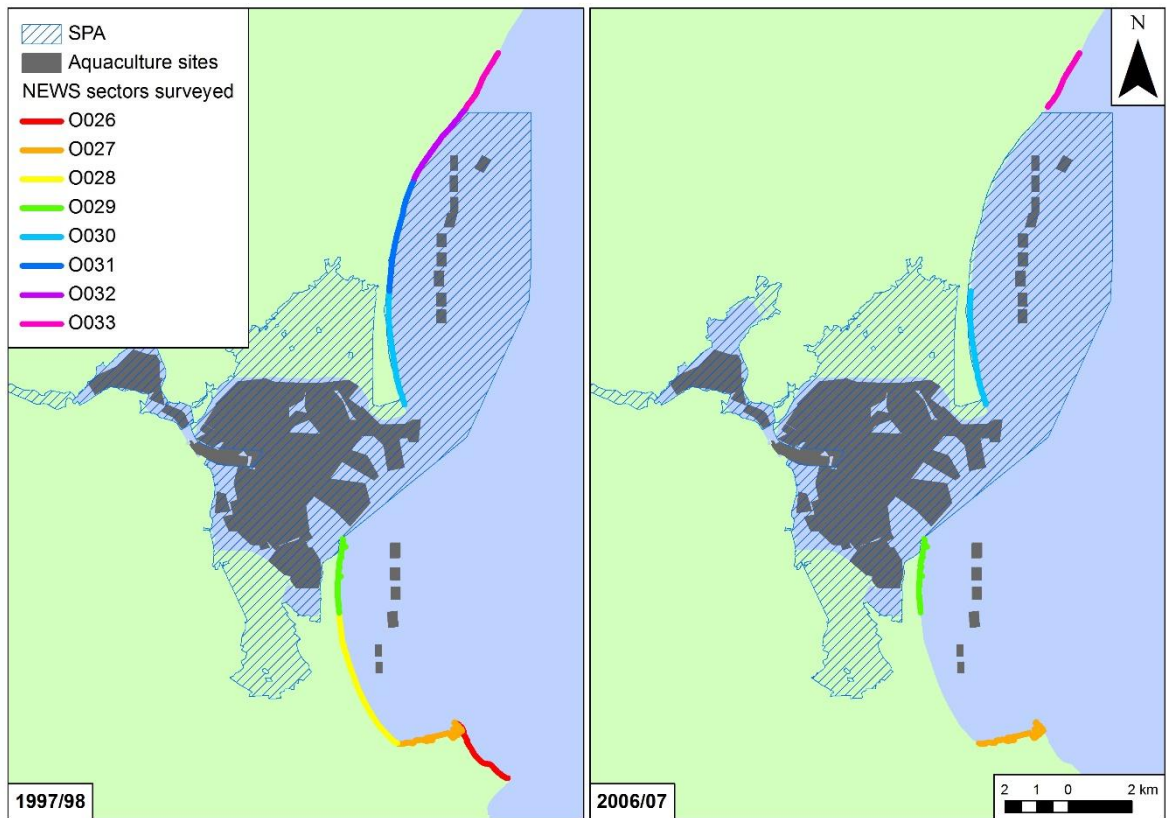 SPA
Aquaculture sites
NEWS sectors surveyed
O026
O027
O028
O029
O030
O031
O032
O033
1997/98
N
2006/07
2 1 0 2 km